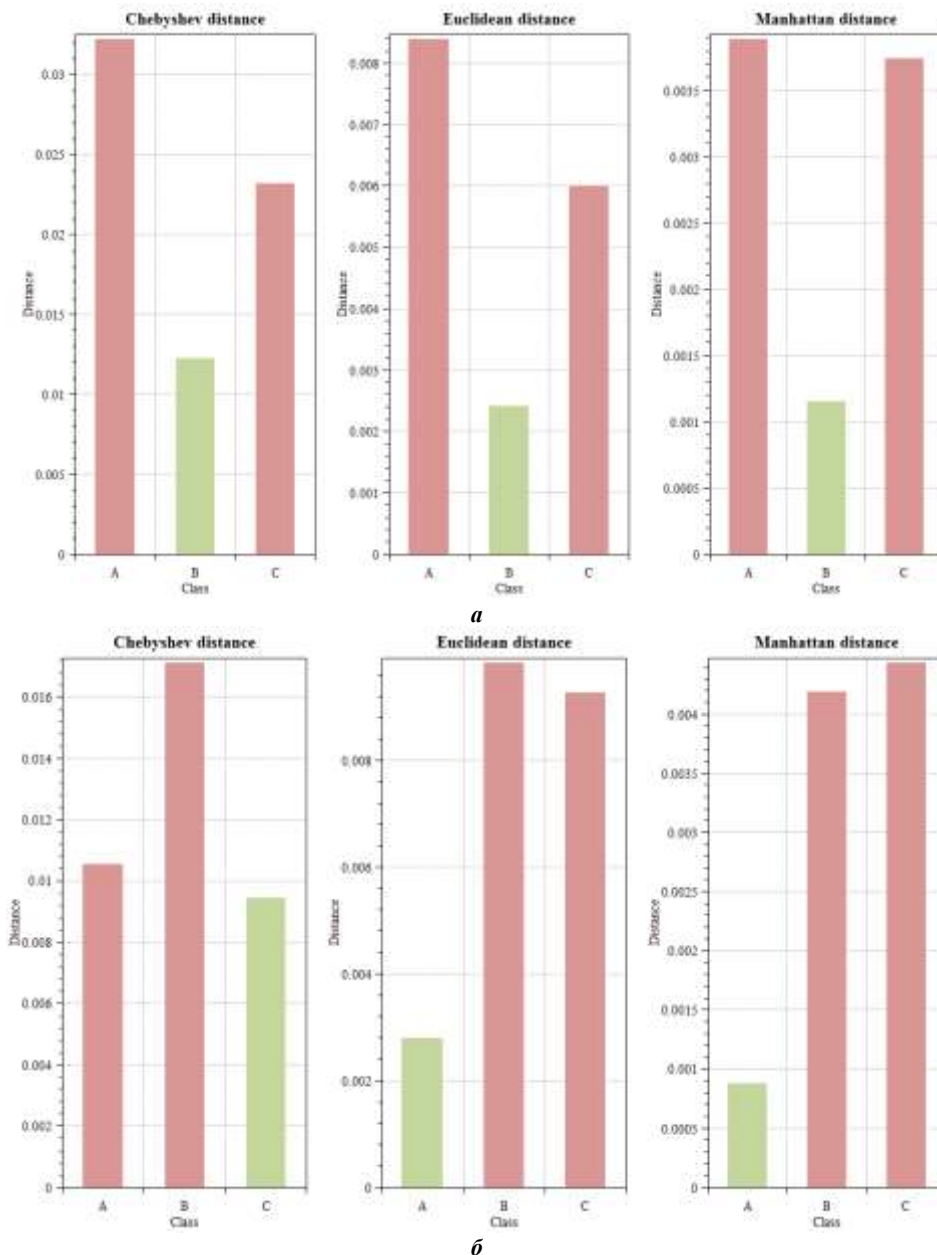 Chebyshev distance
Euclidean distance
Manhattan distance
0.03
0.025
0.02
0.015
0.01
0.005
0
Distance
A B C
Class
0.008
0.007
0.006
0.005
0.004
0.003
0.002
0.001
0
Distance
A B C
Class
0.0035
0.003
0.0025
0.002
0.0015
0.001
0.0005
0
Distance
A B C
Class
а
Chebyshev distance
Euclidean distance
Manhattan distance
0.016
0.014
0.012
0.01
0.008
0.006
0.004
0.002
0
Distance
A B C
Class
0.008
0.006
0.004
0.002
0
Distance
A B C
Class
0.004
0.0035
0.003
0.0025
0.002
0.0015
0.001
0.0005
0
Distance
A B C
Class
б